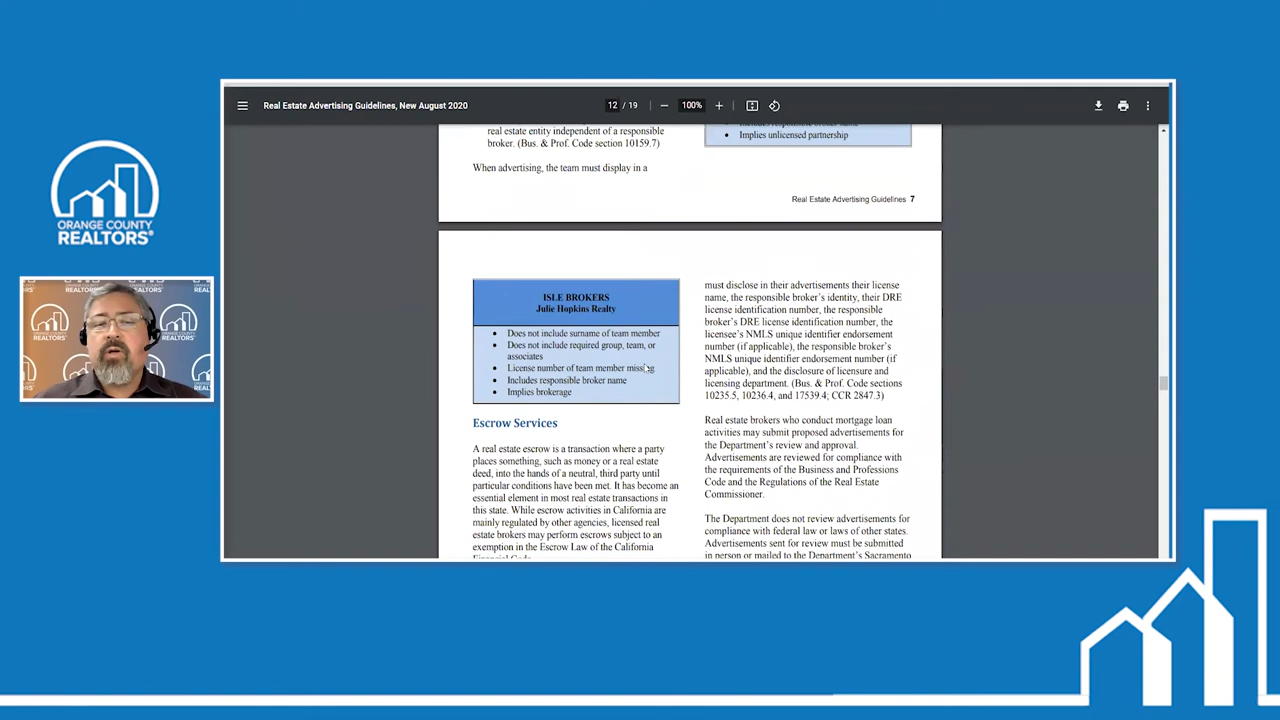 Real Estate Advertising Guidelines, New August 2020
12 / 19
100%
real estate entity independent of a responsible
broker. (Bus. & Prof. Code section 10159.7)
When advertising, the team must display in a
Includes responsible broker name
• Implies unlicensed partnership
Real Estate Advertising Guidelines 7
ISLE BROKERS
Julie Hopkins Realty
• Does not include surname of team member
• Does not include required group, team, or
associates
• License number of team member missing
• Includes responsible broker name
• Implies brokerage
Escrow Services
A real estate escrow is a transaction where a party
places something, such as money or a real estate
deed, into the hands of a neutral, third party until
particular conditions have been met. It has become an
essential element in most real estate transactions in
this state. While escrow activities in California are
mainly regulated by other agencies, licensed real
estate brokers may perform escrows subject to an
exemption in the Escrow Law of the California
Financial Code
must disclose in their advertisements their license
name, the responsible broker's identity, their DRE
license identification number, the responsible
broker's DRE license identification number, the
licensee's NMLS unique identifier endorsement
number (if applicable), the responsible broker's
NMLS unique identifier endorsement number (if
applicable), and the disclosure of licensure and
licensing department. (Bus. & Prof. Code sections
10235.5, 10236.4, and 17539.4; CCR 2847.3)
Real estate brokers who conduct mortgage loan
activities may submit proposed advertisements for
the Department's review and approval.
Advertisements are reviewed for compliance with
the requirements of the Business and Professions
Code and the Regulations of the Real Estate
Commissioner.
The Department does not review advertisements for
compliance with federal law or laws of other states.
Advertisements sent for review must be submitted
in person or mailed to the Department's Sacramento
ORANGE COUNTY
REALTORS®